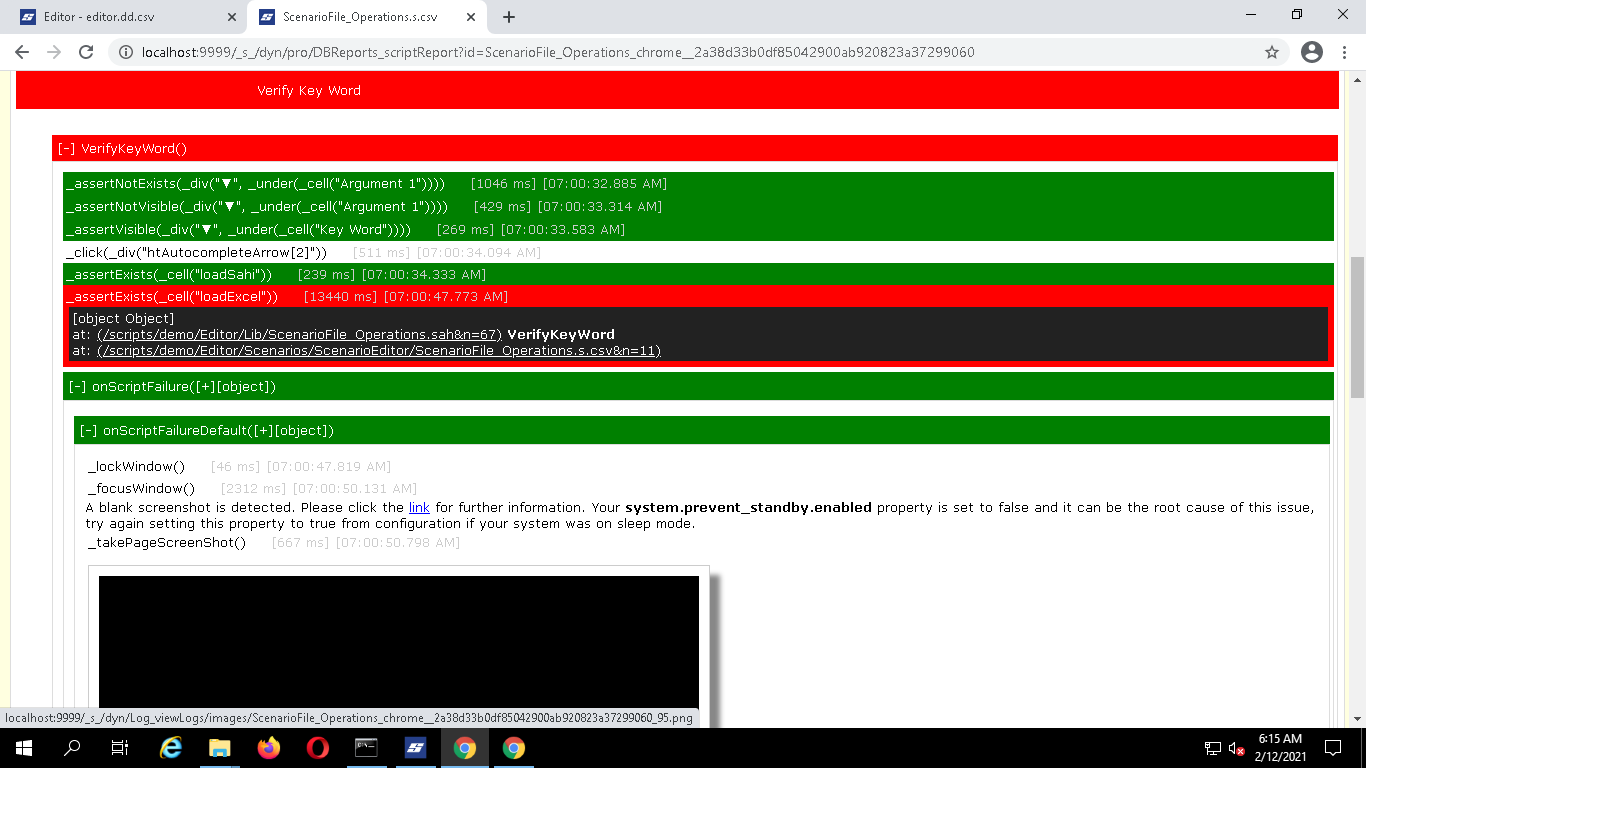 Editor - editor.dd.csv
ScenarioFile_Operations.s.csv
localhost:9999/_s_/dyn/pro/DBReports_scriptReport?id=ScenarioFile_Operations_chrome__2a38d33b0df85042900ab920823a37299060
Verify Key Word
[-] VerifyKeyWord()
_assertNotExists(_div("▼", _under(_cell("Argument 1")))) [1046 ms] [07:00:32.885 AM]
_assertNotVisible(_div("▼", _under(_cell("Argument 1")))) [429 ms] [07:00:33.314 AM]
_assertVisible(_div("▼", _under(_cell("Key Word")))) [269 ms] [07:00:33.583 AM]
_click(_div("htAutocompleteArrow[2]")) [511 ms] [07:00:34.094 AM]
_assertExists(_cell("loadSahi")) [239 ms] [07:00:34.333 AM]
_assertExists(_cell("loadExcel")) [13440 ms] [07:00:47.773 AM]
[object Object]
at: (/scripts/demo/Editor/Lib/ScenarioFile_Operations.sah&n=67) VerifyKeyWord
at: (/scripts/demo/Editor/Scenarios/ScenarioEditor/ScenarioFile_Operations.s.csv&n=11)
[-] onScriptFailure([+][object])
[-] onScriptFailureDefault([+][object])
_lockWindow() [46 ms] [07:00:47.819 AM]
_focusWindow() [2312 ms] [07:00:50.131 AM]
A blank screenshot is detected. Please click the link for further information. Your system.prevent_standby.enabled property is set to false and it can be the root cause of this issue,
try again setting this property to true from configuration if your system was on sleep mode.
_takePageScreenShot() [667 ms] [07:00:50.798 AM]
localhost:9999/_s_/dyn/Log_viewLogs/images/ScenarioFile_Operations_chrome__2a38d33b0df85042900ab920823a37299060_95.png
6:15 AM
2/12/2021